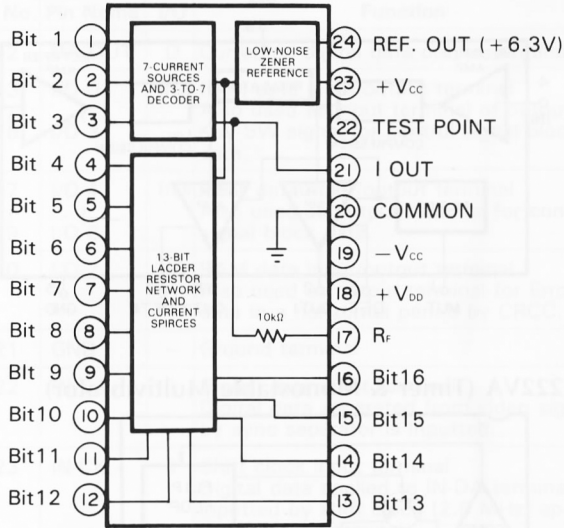 Bit 1 1
Bit 2 2
Bit 3 3
Bit 4 4
Bit 5 5
Bit 6 6
Bit 7 7
Bit 8 8
BIt 9 9
Bit10 10
Bit11 11
Bit12 12
7-CURRENT
SOURCES
AND 3-TO-7
DECODER
LOW-NOISE
ZENER
REFERENCE
13-BIT
LACDER
RESISTOR
NETWORK
AND
CURRENT
SPIRCES
10kΩ
24 REF. OUT (+6.3V)
23 +Vcc
22 TEST POINT
21 I OUT
20 COMMON
19 −Vcc
18 +VDD
17 RF
16 Bit16
15 Bit15
14 Bit14
13 Bit13